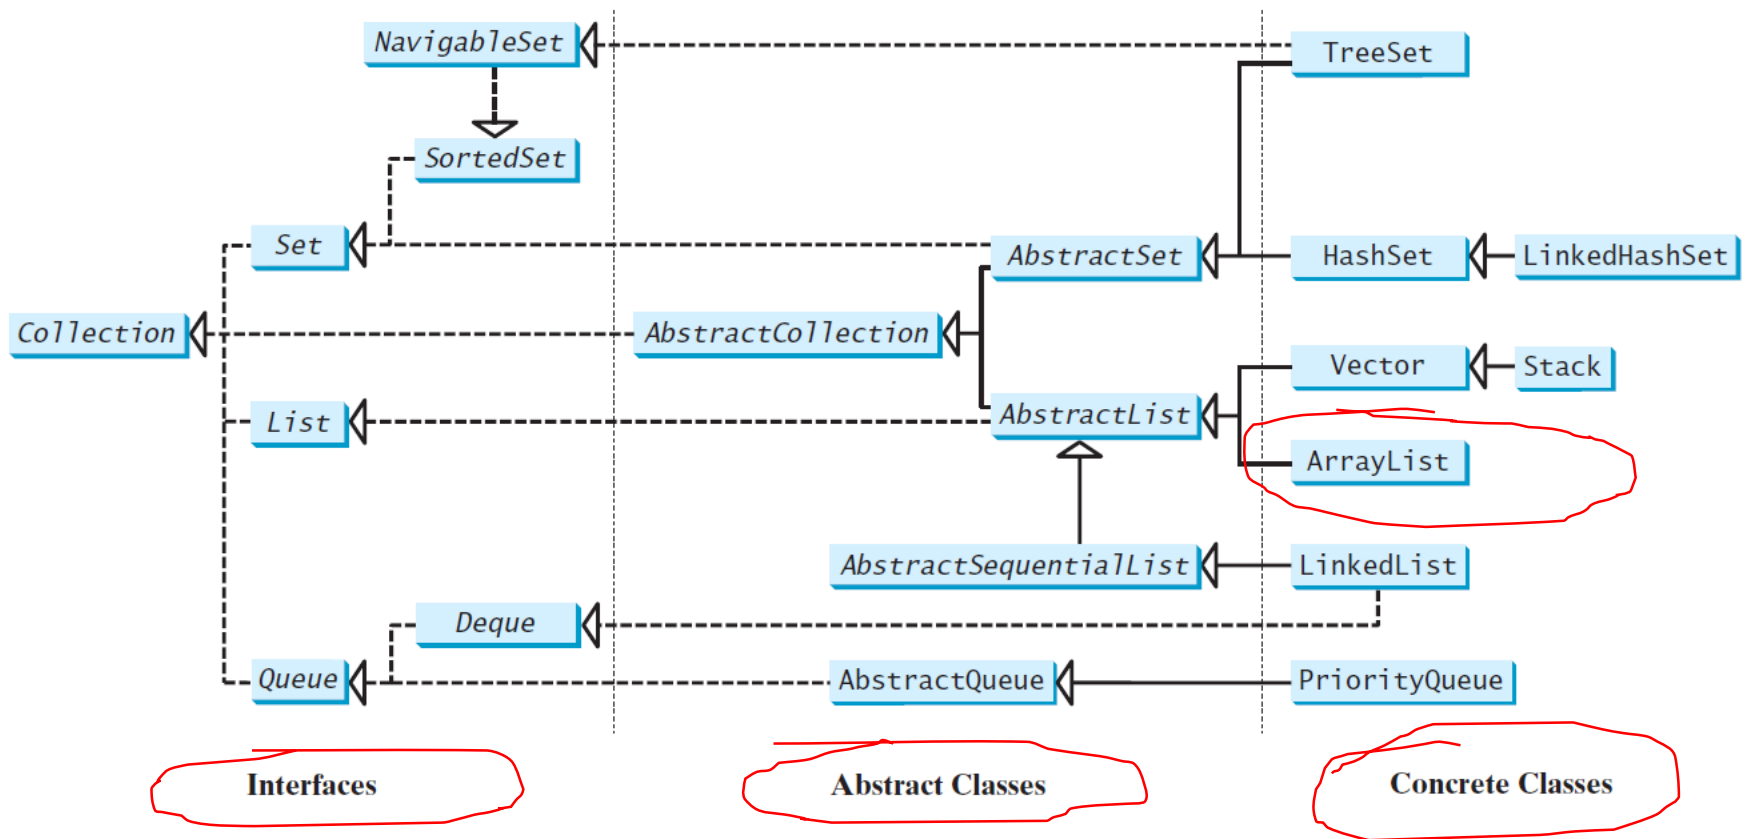 NavigableSet
TreeSet
SortedSet
Set
AbstractSet
HashSet
LinkedHashSet
Collection
AbstractCollection
Vector
Stack
List
AbstractList
ArrayList
AbstractSequentialList
LinkedList
Deque
Queue
AbstractQueue
PriorityQueue
Interfaces
Abstract Classes
Concrete Classes